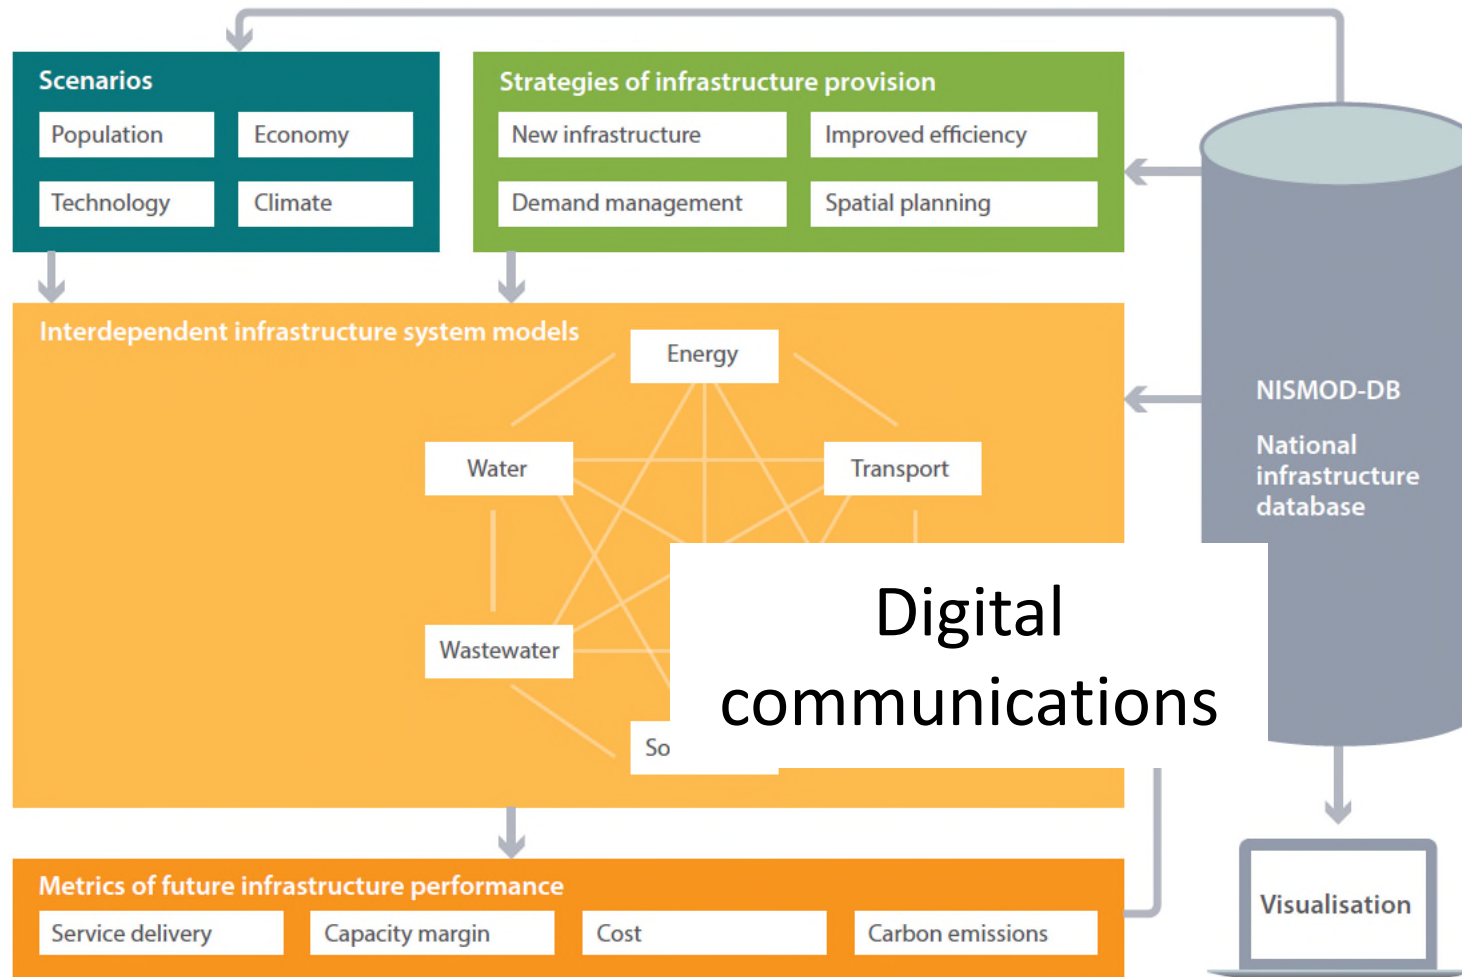 Scenarios
Population
Economy
Technology
Climate
Strategies of infrastructure provision
New infrastructure
Improved efficiency
Demand management
Spatial planning
Interdependent infrastructure system models
Energy
Water
Transport
Wastewater
Digital
communications
NISMOD-DB
National
infrastructure
database
Metrics of future infrastructure performance
Service delivery
Capacity margin
Cost
Carbon emissions
Visualisation